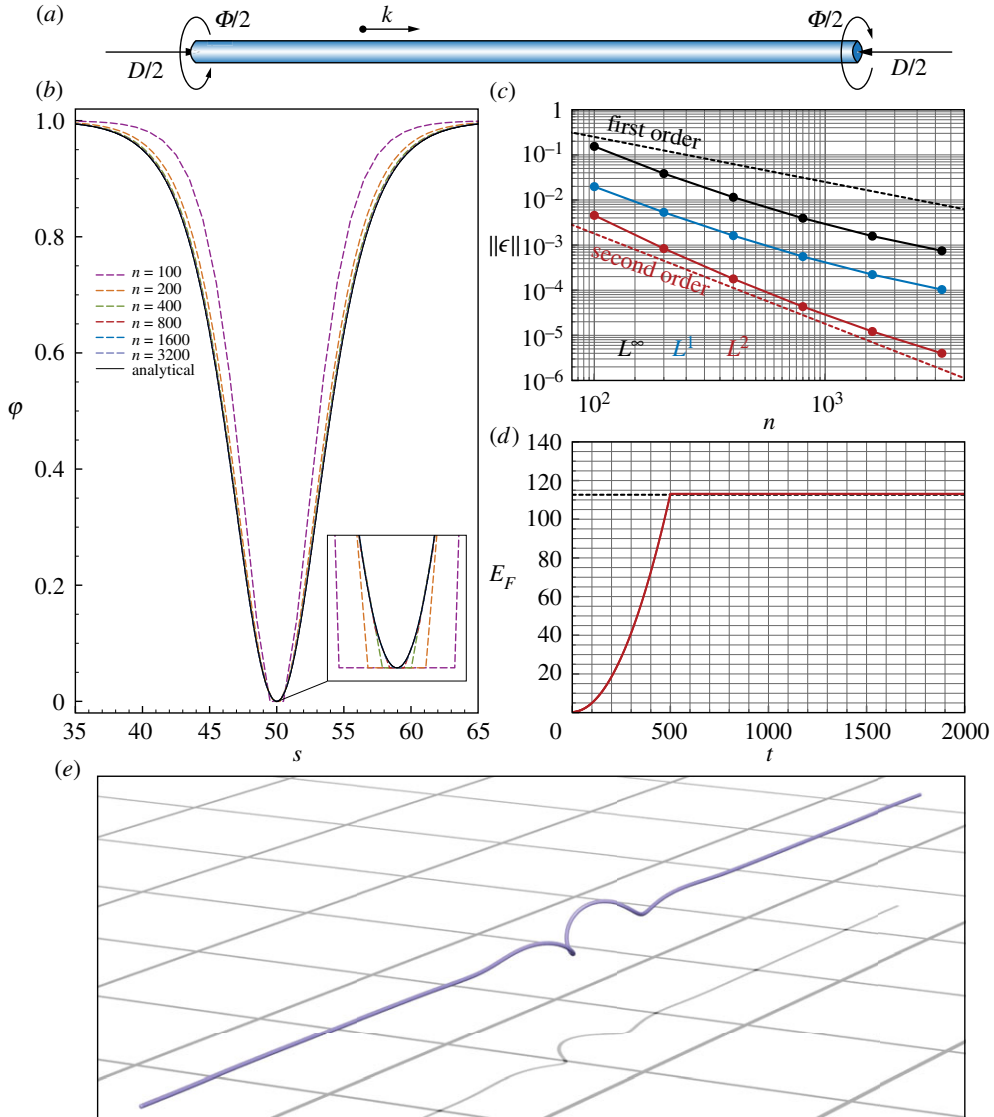 (a)
Φ/2
k
Φ/2
D/2
D/2
(b)
1.0
0.8
0.6
0.4
0.2
0
φ
n = 100
n = 200
n = 400
n = 800
n = 1600
n = 3200
analytical
35 40 45 50 55 60 65
s
(c)
1
10⁻¹
10⁻²
10⁻³
10⁻⁴
10⁻⁵
10⁻⁶
||ϵ||
first order
second order
L∞ L¹ L²
10² 10³
n
(d)
140
120
100
80
60
40
20
0
E_F
500 1000 1500 2000
t
(e)